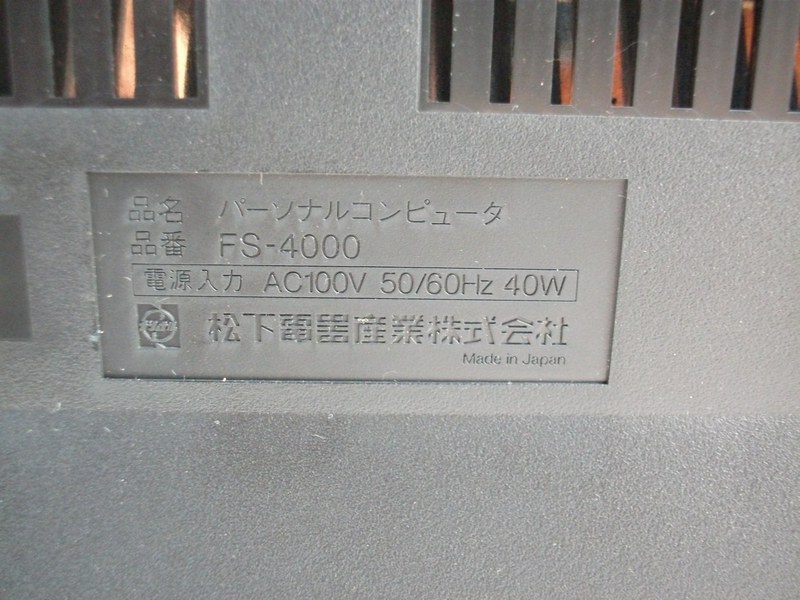 品名 パーソナルコンピュータ
品番 FS-4000
電源入力 AC100V 50/60Hz 40W
松下電器産業株式会社
Made in Japan